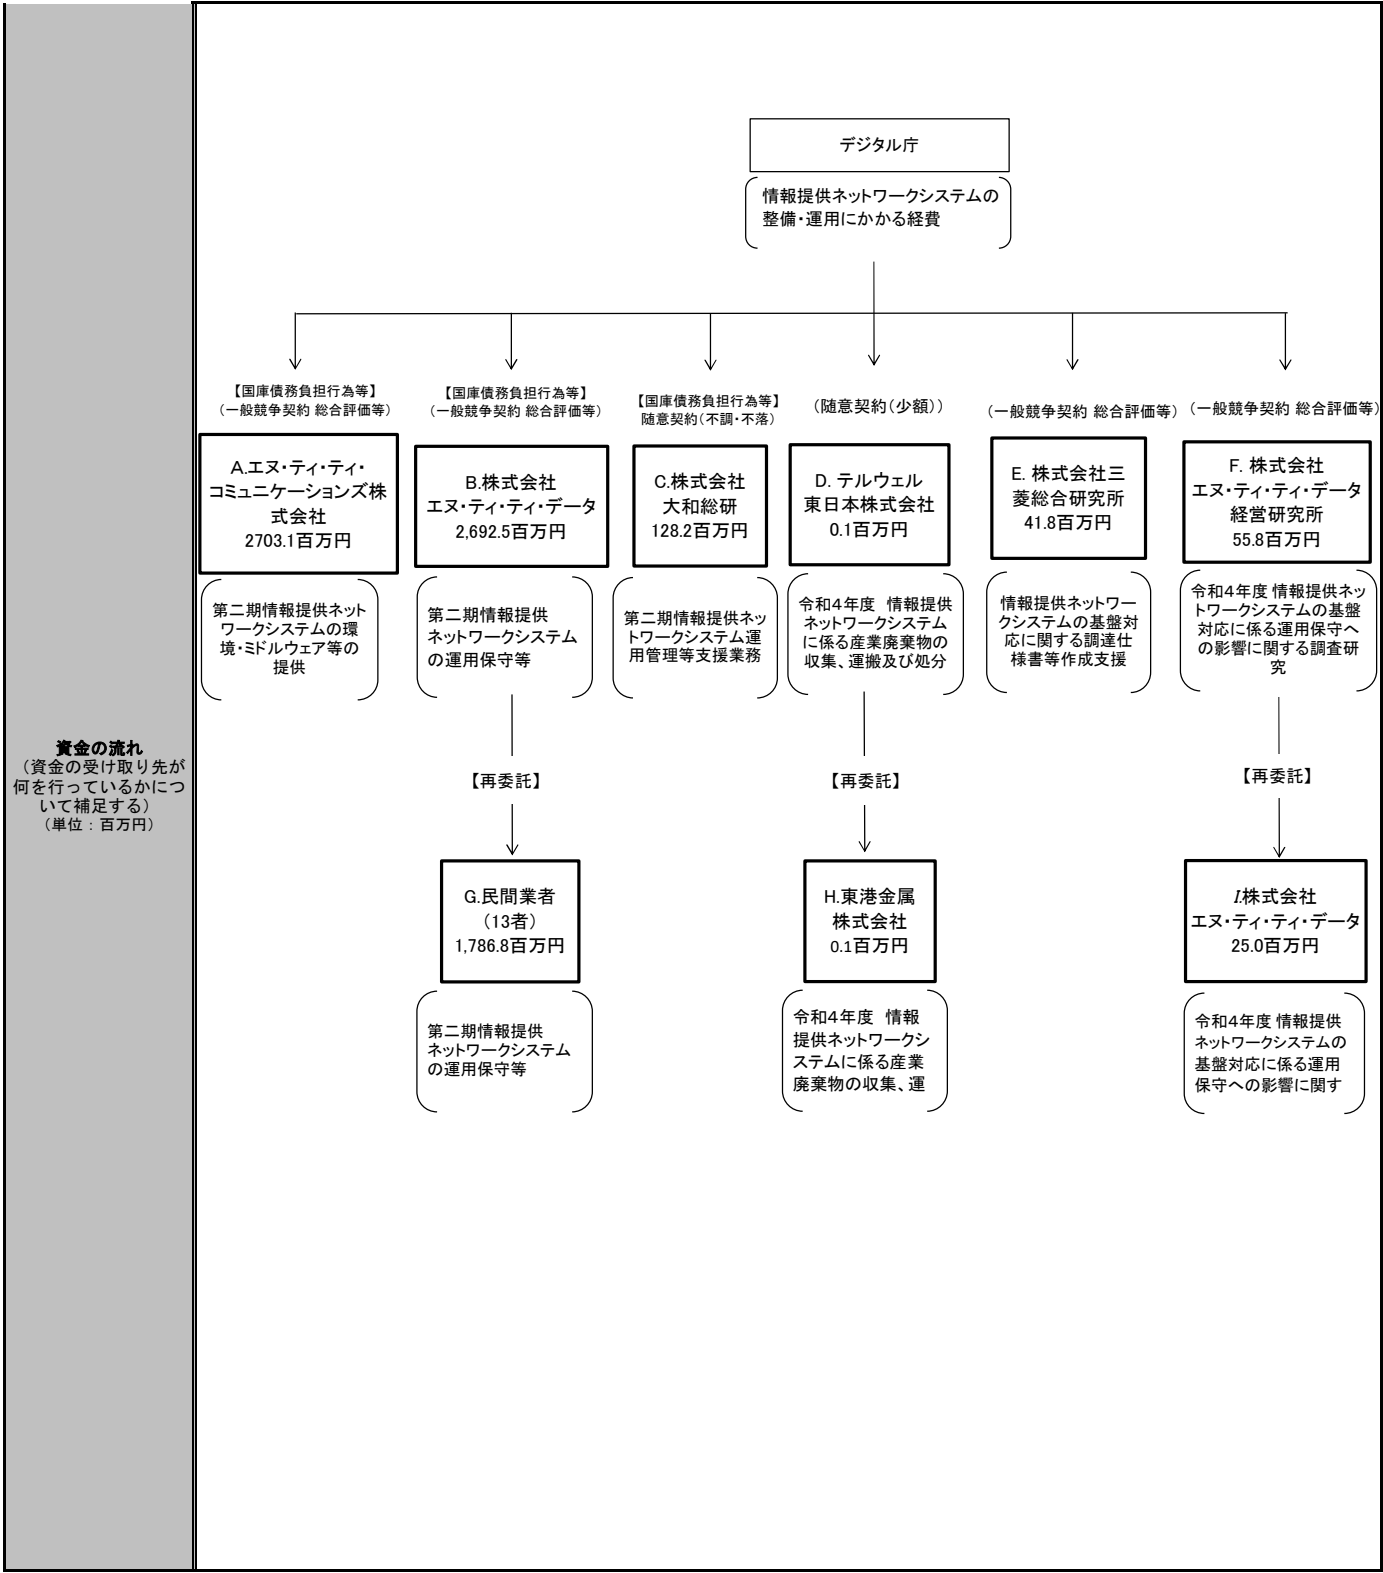 デジタル庁
情報提供ネットワークシステムの
整備・運用にかかる経費
【国庫債務負担行為等】
（一般競争契約 総合評価等）
【国庫債務負担行為等】
（一般競争契約 総合評価等）
【国庫債務負担行為等】
随意契約（不調・不落）
（随意契約（少額））
（一般競争契約 総合評価等）
（一般競争契約 総合評価等）
A.エヌ・ティ・ティ・
コミュニケーションズ株
式会社
2703.1百万円
B.株式会社
エヌ・ティ・ティ・データ
2,692.5百万円
C.株式会社
大和総研
128.2百万円
D. テルウェル
東日本株式会社
0.1百万円
E. 株式会社三
菱総合研究所
41.8百万円
F. 株式会社
エヌ・ティ・ティ・データ
経営研究所
55.8百万円
第二期情報提供ネット
ワークシステムの環
境・ミドルウェア等の
提供
第二期情報提供
ネットワークシステム
の運用保守等
第二期情報提供ネッ
トワークシステム運
用管理等支援業務
令和４年度　情報提供
ネットワークシステム
に係る産業廃棄物の
収集、運搬及び処分
情報提供ネットワー
クシステムの基盤対
応に関する調達仕
様書等作成支援
令和４年度 情報提供ネッ
トワークシステムの基盤
対応に係る運用保守へ
の影響に関する調査研
究
資金の流れ
（資金の受け取り先が
何を行っているかにつ
いて補足する）
（単位：百万円）
【再委託】
【再委託】
【再委託】
G.民間業者
（13者）
1,786.8百万円
H.東港金属
株式会社
0.1百万円
I.株式会社
エヌ・ティ・ティ・データ
25.0百万円
第二期情報提供
ネットワークシステム
の運用保守等
令和４年度　情報
提供ネットワークシ
ステムに係る産業
廃棄物の収集、運
令和４年度 情報提供
ネットワークシステムの
基盤対応に係る運用
保守への影響に関す